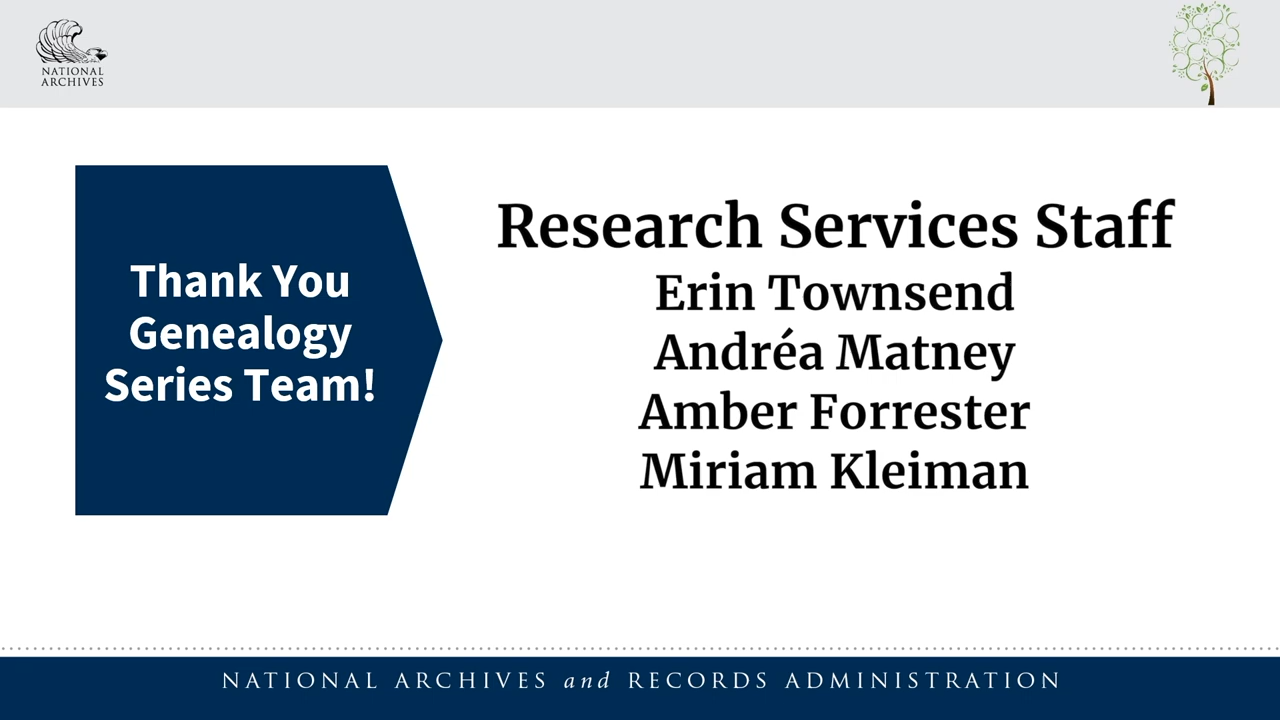 NATIONAL
ARCHIVES
Thank You
Genealogy
Series Team!
Research Services Staff
Erin Townsend
Andréa Matney
Amber Forrester
Miriam Kleiman
NATIONAL ARCHIVES and RECORDS ADMINISTRATION